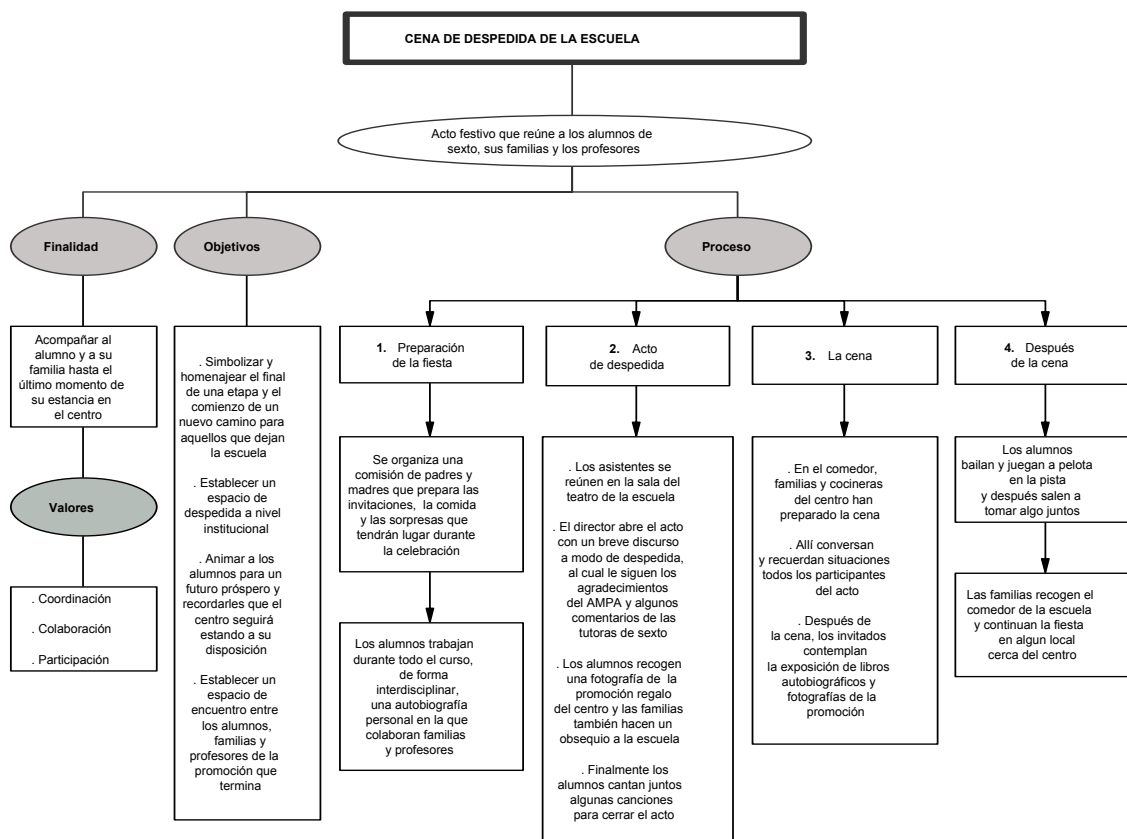 CENA DE DESPEDIDA DE LA ESCUELA
Acto festivo que reúne a los alumnos de
sexto, sus familias y los profesores
Finalidad
Objetivos
Proceso
Acompañar al
alumno y a su
familia hasta el
último momento de
su estancia en
el centro
Valores
. Coordinación
. Colaboración
. Participación
. Simbolizar y
homenajear el final
de una etapa y el
comienzo de un
nuevo camino para
aquellos que dejan
la escuela
. Establecer un
espacio de
despedida a nivel
institucional
. Animar a los
alumnos para un
futuro próspero y
recordarles que el
centro seguirá
estando a su
disposición
. Establecer un
espacio de
encuentro entre
los alumnos,
familias y
profesores de la
promoción que
termina
1. Preparación
de la fiesta
Se organiza una
comisión de padres y
madres que prepara las
invitaciones, la comida
y las sorpresas que
tendrán lugar durante
la celebración
Los alumnos trabajan
durante todo el curso,
de forma
interdisciplinar,
una autobiografía
personal en la que
colaboran familias
y profesores
2. Acto
de despedida
. Los asistentes se
reúnen en la sala del
teatro de la escuela
. El director abre el acto
con un breve discurso
a modo de despedida,
al cual le siguen los
agradecimientos
del AMPA y algunos
comentarios de las
tutoras de sexto
. Los alumnos recogen
una fotografía de la
promoción regalo
del centro y las familias
también hacen un
obsequio a la escuela
. Finalmente los
alumnos cantan juntos
algunas canciones
para cerrar el acto
3. La cena
. En el comedor,
familias y cocineras
del centro han
preparado la cena
. Allí conversan
y recuerdan situaciones
todos los participantes
del acto
. Después de
la cena, los invitados
contemplan
la exposición de libros
autobiográficos y
fotografías de la
promoción
4. Después
de la cena
Los alumnos
bailan y juegan a pelota
en la pista
y después salen a
tomar algo juntos
Las familias recogen el
comedor de la escuela
y continuan la fiesta
en algun local
cerca del centro